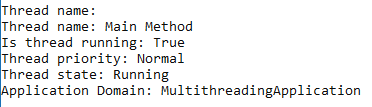 Thread name:
Thread name: Main Method
Is thread running: True
Thread priority: Normal
Thread state: Running
Application Domain: MultithreadingApplication